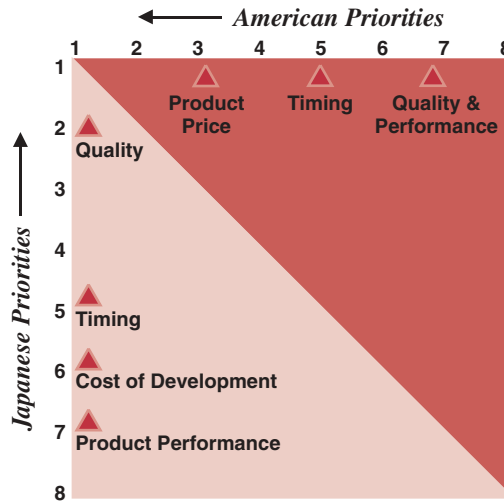 American Priorities
1 2 3 4 5 6 7 8
Japanese Priorities
1
2
3
4
5
6
7
8
Product
Price
Timing
Quality &
Performance
Quality
Timing
Cost of Development
Product Performance